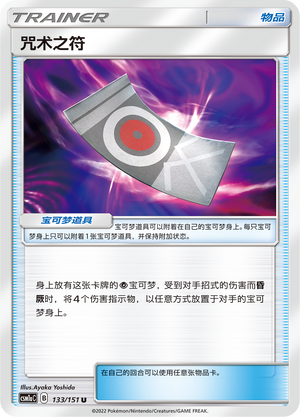 TRAINER 物品
咒术之符
宝可梦道具
宝可梦道具可以附着在自己的宝可梦身上。每只宝可
梦身上只可以附着1张宝可梦道具,并保持附加状态。
身上放有这张卡牌的宝可梦,受到对手招式的伤害而昏
厥时,将4个伤害指示物,以任意方式放置于对手的宝可
梦身上。
在自己的回合可以使用任意张物品卡。
Illus.Ayaka Yoshida
CSM1aC B 133/151 U
©2022 Pokémon/Nintendo/Creatures/GAME FREAK.